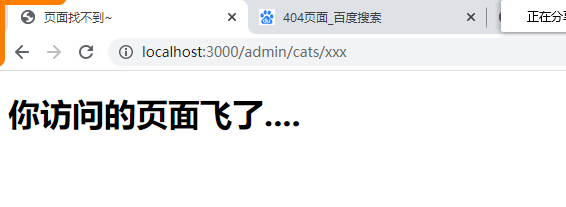 页面找不到~
404页面_百度搜索
正在分享
localhost:3000/admin/cats/xxx
你访问的页面飞了....